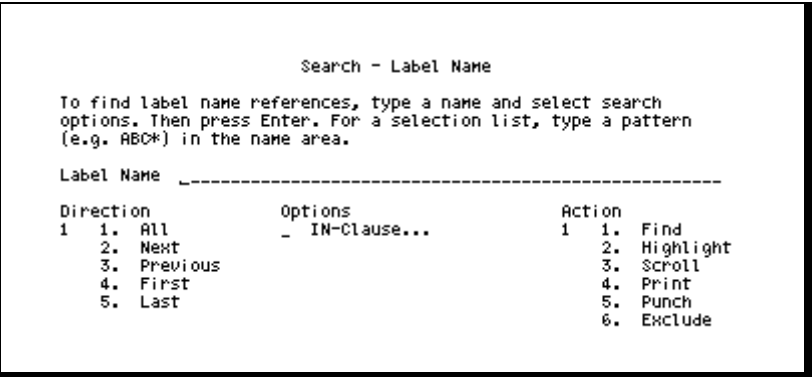 Search - Label Name
To find label name references, type a name and select search
options. Then press Enter. For a selection list, type a pattern
(e.g. ABC*) in the name area.
Label Name _______________________________________________________
Direction Options Action
1 1. All _ IN-Clause... 1 1. Find
2. Next 2. Highlight
3. Previous 3. Scroll
4. First 4. Print
5. Last 5. Punch
6. Exclude